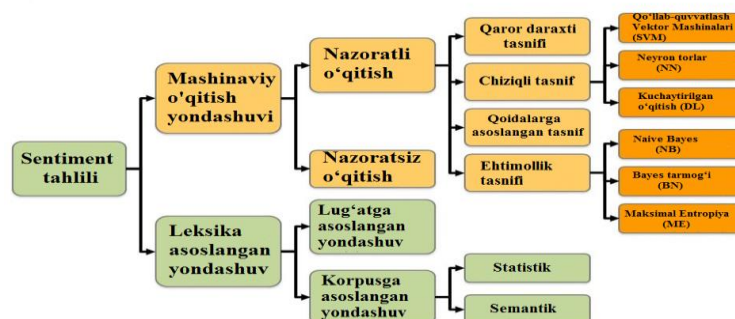 Sentiment
tahlili
Mashinaviy
o'qitish
yondashuvi
Leksika
asoslangan
yondashuv
Nazoratli
o‘qitish
Nazoratsiz
o‘qitish
Lug‘atga
asoslangan
yondashuv
Korpusga
asoslangan
yondashuv
Qaror daraxti
tasnifi
Chiziqli tasnif
Qoidalarga
asoslangan tasnif
Ehtimollik
tasnifi
Statistik
Semantik
Qo‘llab-quvvatlash
Vektor Mashinalari
(SVM)
Neyron torlar
(NN)
Kuchaytirilgan
o‘qitish (DL)
Naive Bayes
(NB)
Bayes tarmog‘i
(BN)
Maksimal Entropiya
(ME)